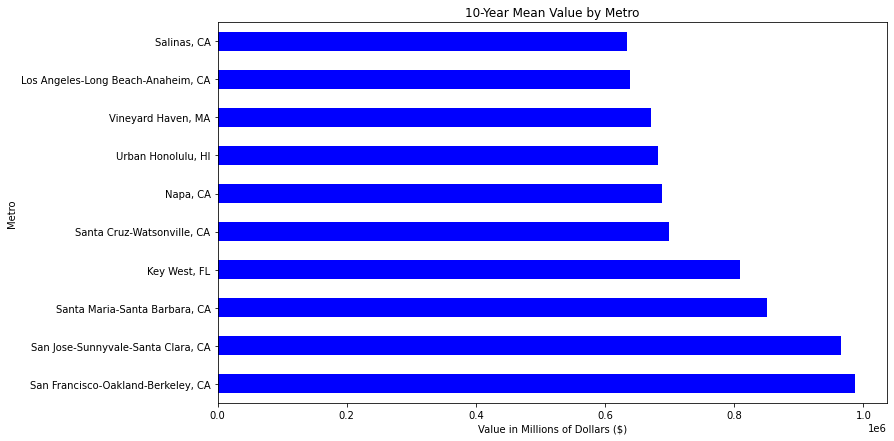 10-Year Mean Value by Metro
Salinas, CA
Los Angeles-Long Beach-Anaheim, CA
Vineyard Haven, MA
Urban Honolulu, HI
Napa, CA
Santa Cruz-Watsonville, CA
Key West, FL
Santa Maria-Santa Barbara, CA
San Jose-Sunnyvale-Santa Clara, CA
San Francisco-Oakland-Berkeley, CA
Metro
0.0 0.2 0.4 0.6 0.8 1.0
1e6
Value in Millions of Dollars ($)